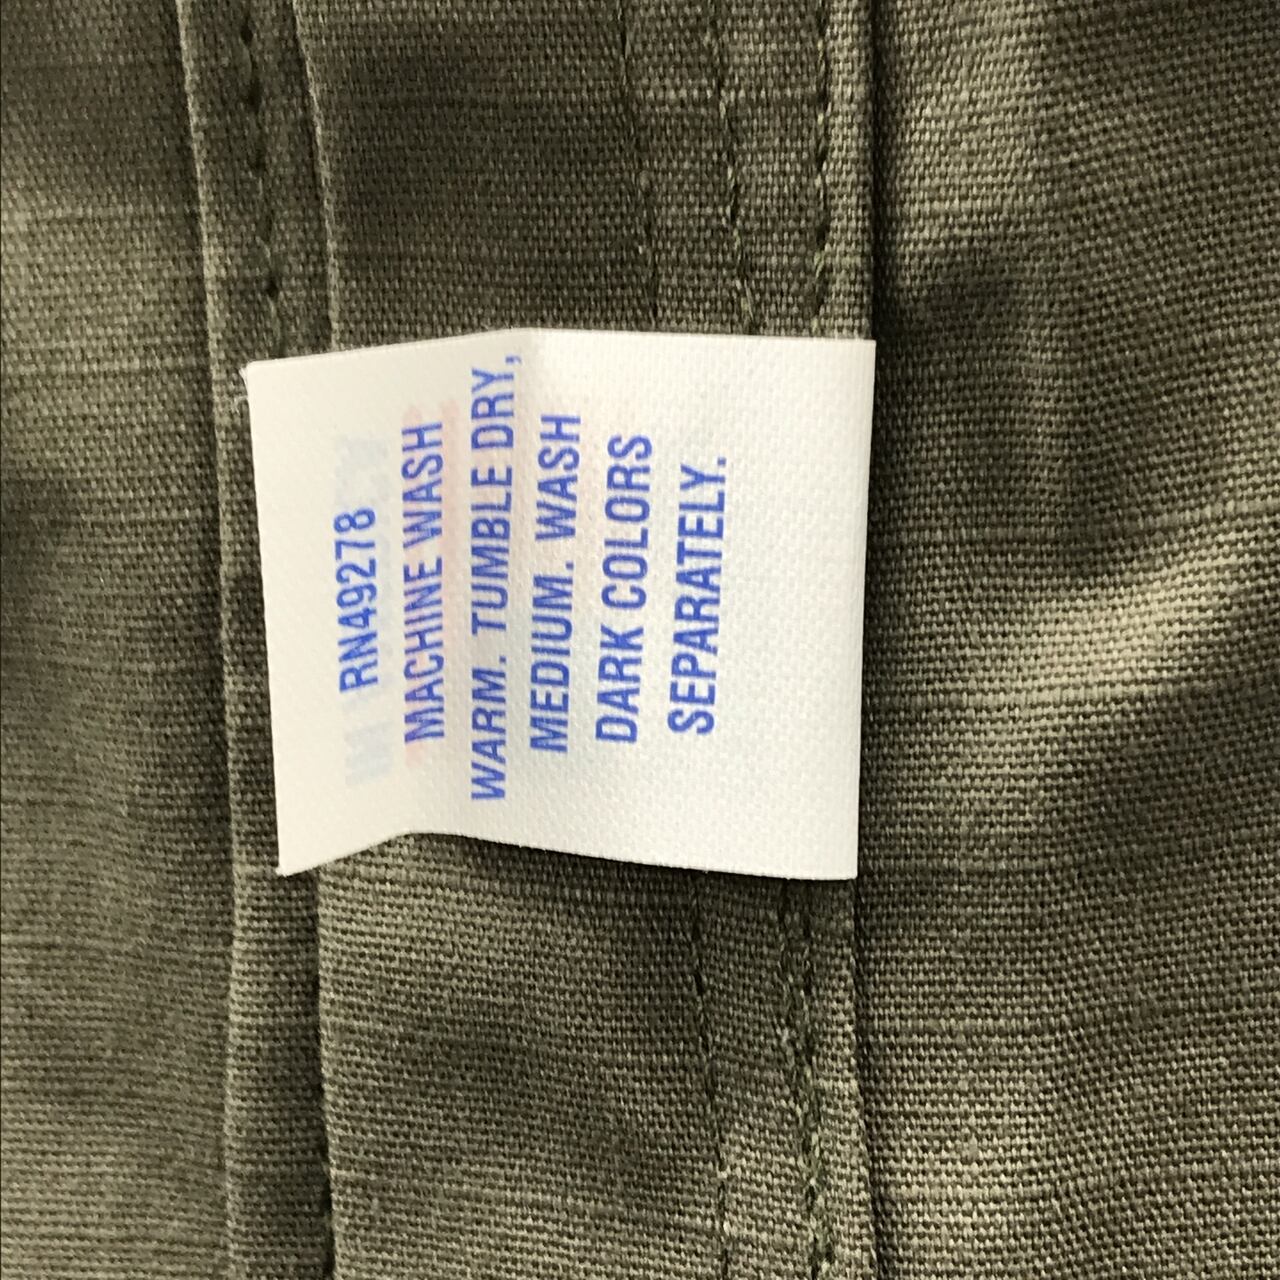 RN49278
MACHINE WASH
WARM. TUMBLE DRY,
MEDIUM. WASH
DARK COLORS
SEPARATELY.